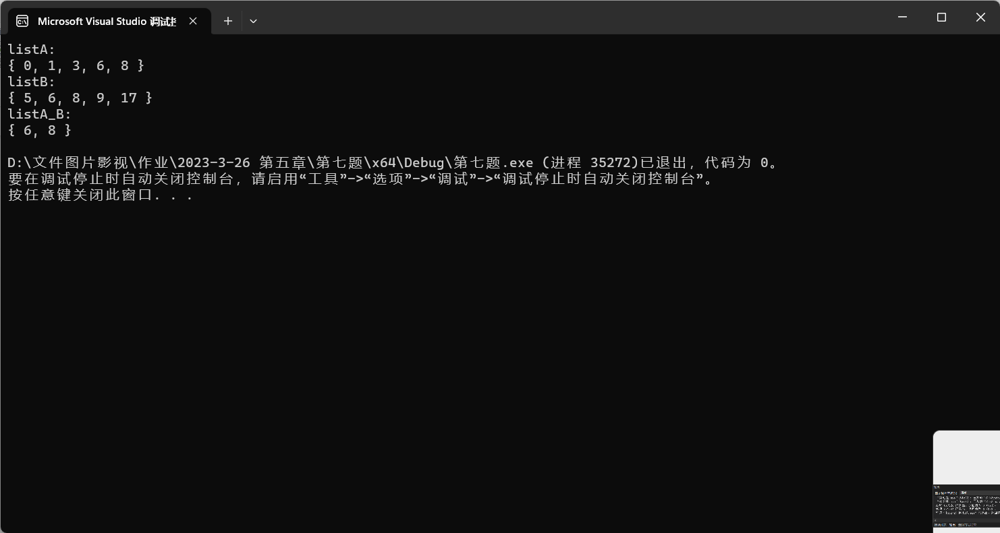 Microsoft Visual Studio 调试
listA:
{ 0, 1, 3, 6, 8 }
listB:
{ 5, 6, 8, 9, 17 }
listA_B:
{ 6, 8 }
D:\文件图片影视\作业\2023-3-26 第五章\第七题\x64\Debug\第七题.exe (进程 35272)已退出，代码为 0。
要在调试停止时自动关闭控制台，请启用“工具”->“选项”->“调试”->“调试停止时自动关闭控制台”。
按任意键关闭此窗口. . .